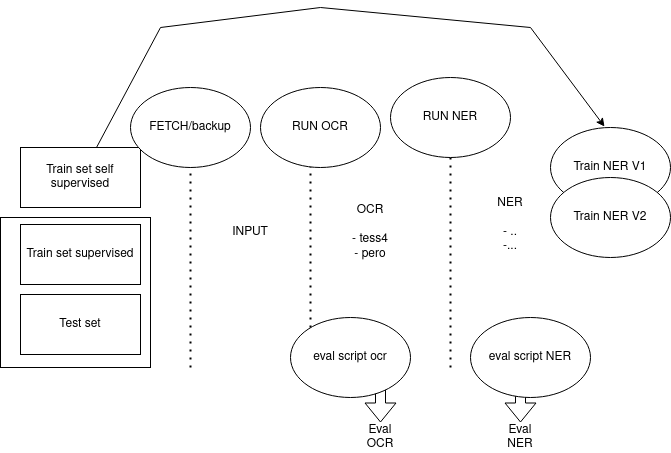 FETCH/backup
RUN OCR
RUN NER
Train set self
supervised
Train NER V1
Train NER V2
Train set supervised
Test set
INPUT
OCR
- tess4
- pero
NER
- ..
-...
eval script ocr
eval script NER
Eval
OCR
Eval
NER